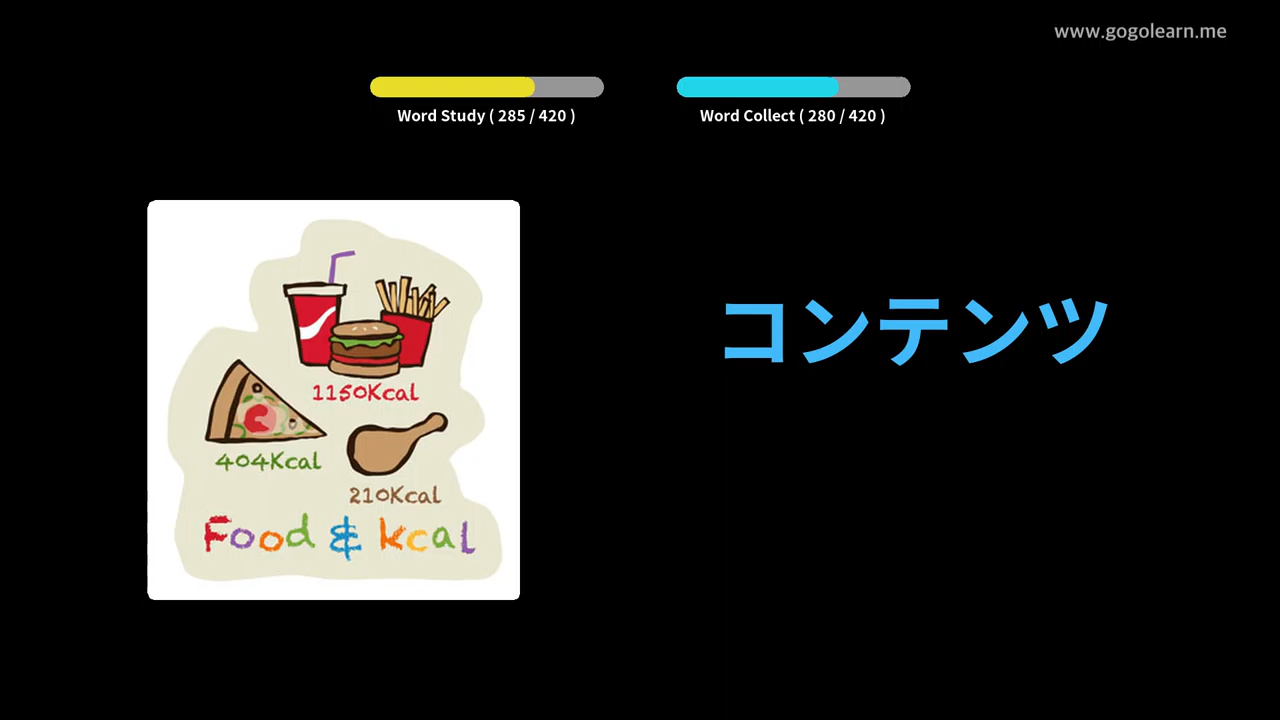 www.gogolearn.me
Word Study ( 285 / 420 )
Word Collect ( 280 / 420 )
1150Kcal
404Kcal
210Kcal
Food & kcal
コンテンツ